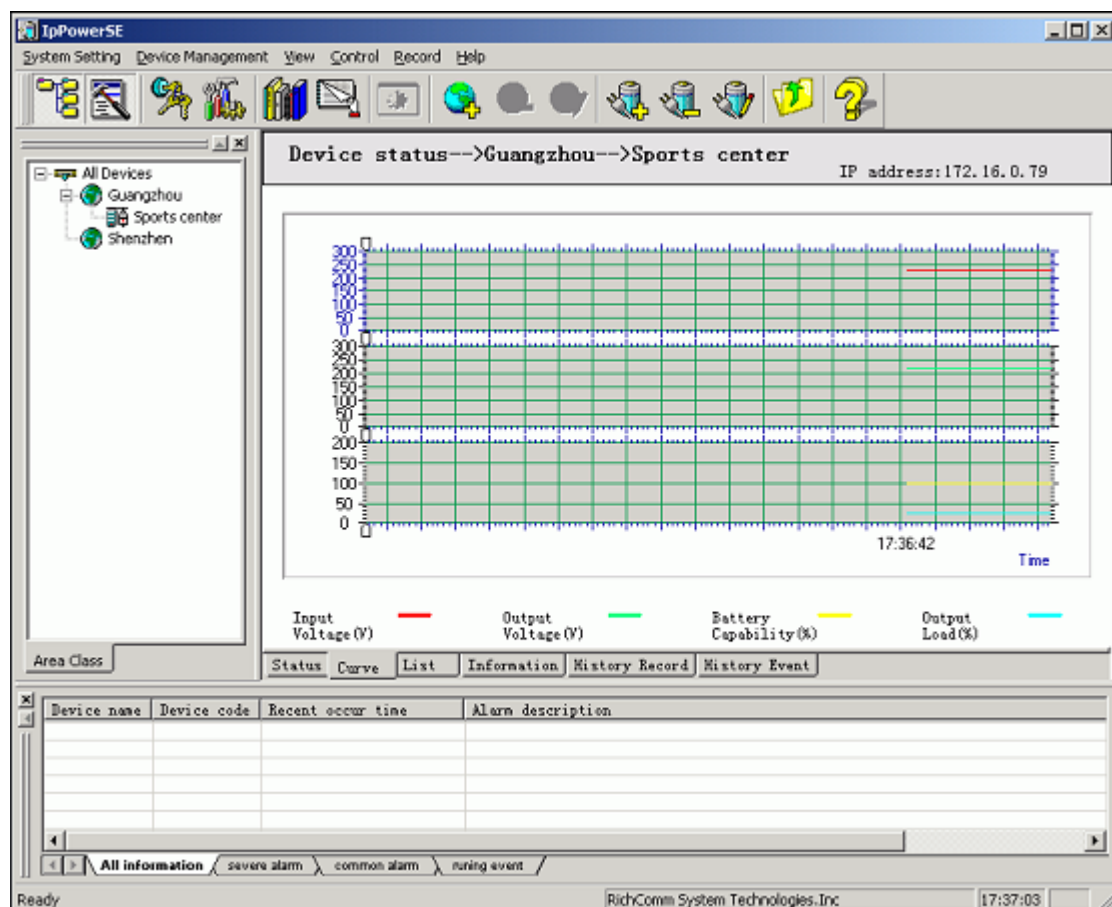 IpPowerSE
System Setting Device Management View Control Record Help
Device status-->Guangzhou-->Sports center
IP address:172.16.0.79
All Devices
Guangzhou
Sports center
Shenzhen
Area Class
300
250
200
150
100
50
0
300
250
200
150
100
50
0
200
150
100
50
0
17:36:42
Time
Input Voltage(V)
Output Voltage(V)
Battery Capability(%)
Output Load(%)
Status Curve List Information History Record History Event
Device name Device code Recent occur time Alarm description
All information severe alarm common alarm runing event
Ready RichComm System Technologies.Inc 17:37:03